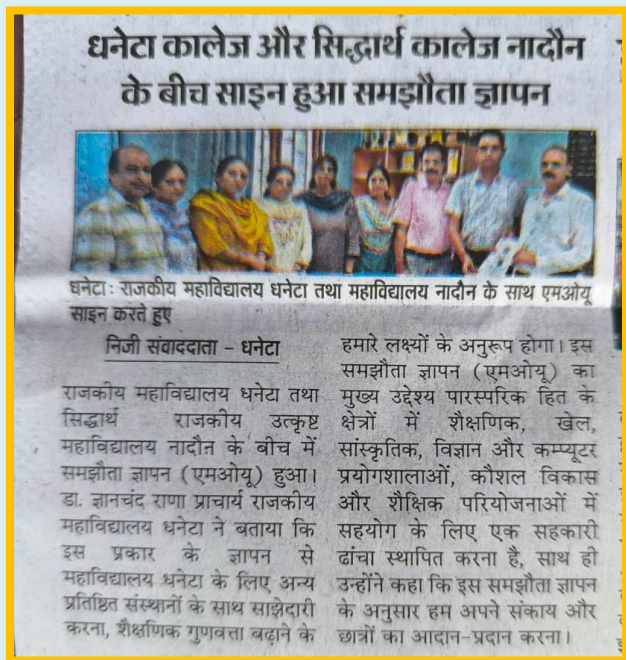 धनेटा कालेज और सिद्धार्थ कालेज नादौन
के बीच साइन हुआ समझौता ज्ञापन
धनेटा : राजकीय महाविद्यालय धनेटा तथा महाविद्यालय नादौन के साथ एमओयू
साइन करते हुए
निजी संवाददाता - धनेटा
राजकीय महाविद्यालय धनेटा तथा
सिद्धार्थ राजकीय उत्कृष्ट
महाविद्यालय नादौन के बीच में
समझौता ज्ञापन (एमओयू) हुआ।
डा. ज्ञानचंद राणा प्राचार्य राजकीय
महाविद्यालय धनेटा ने बताया कि
इस प्रकार के ज्ञापन से
महाविद्यालय धनेटा के लिए अन्य
प्रतिष्ठित संस्थानों के साथ साझेदारी
करना, शैक्षणिक गुणवत्ता बढ़ाने के
हमारे लक्ष्यों के अनुरूप होगा। इस
समझौता ज्ञापन (एमओयू) का
मुख्य उद्देश्य पारस्परिक हित के
क्षेत्रों में शैक्षणिक, खेल,
सांस्कृतिक, विज्ञान और कम्प्यूटर
प्रयोगशालाओं, कौशल विकास
और शैक्षिक परियोजनाओं में
सहयोग के लिए एक सहकारी
ढांचा स्थापित करना है, साथ ही
उन्होंने कहा कि इस समझौता ज्ञापन
के अनुसार हम अपने संकाय और
छात्रों का आदान-प्रदान करना।